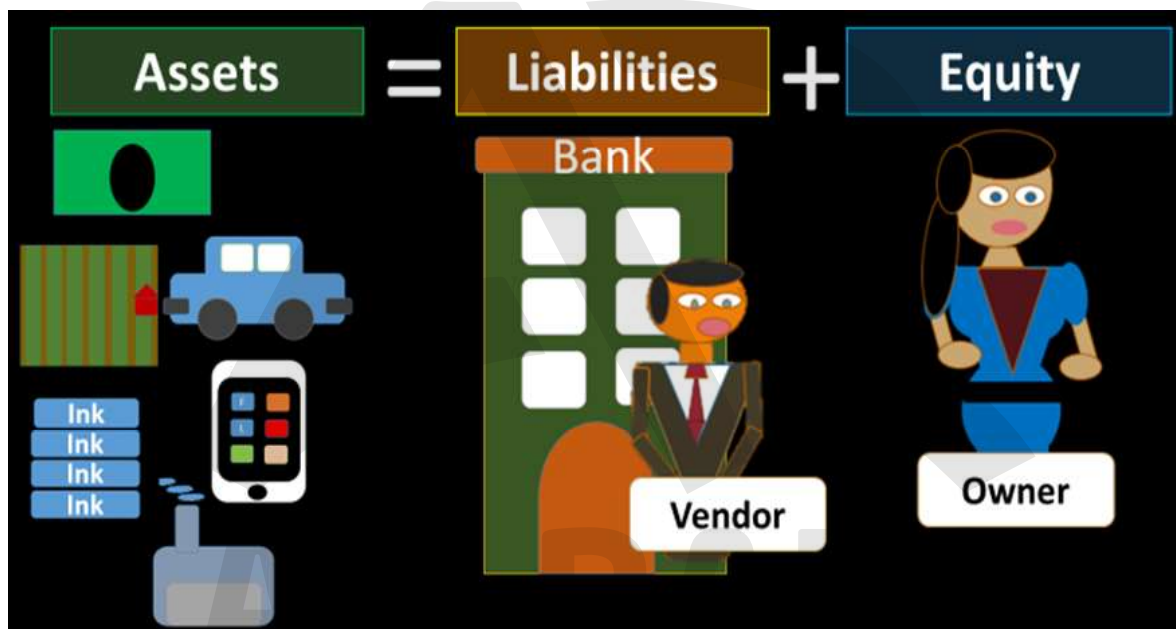 Assets = Liabilities + Equity
Bank
Ink
Ink
Ink
Ink
Vendor
Owner